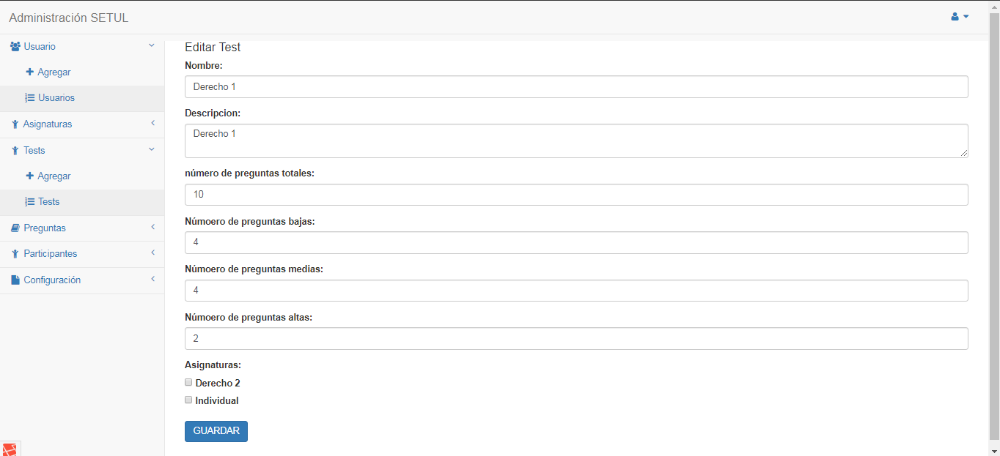 Administración SETUL
Usuario
Agregar
Usuarios
Asignaturas
Tests
Agregar
Tests
Preguntas
Participantes
Configuración
Editar Test
Nombre:
Derecho 1
Descripcion:
Derecho 1
número de preguntas totales:
10
Númoero de preguntas bajas:
4
Númoero de preguntas medias:
4
Númoero de preguntas altas:
2
Asignaturas:
Derecho 2
Individual
GUARDAR